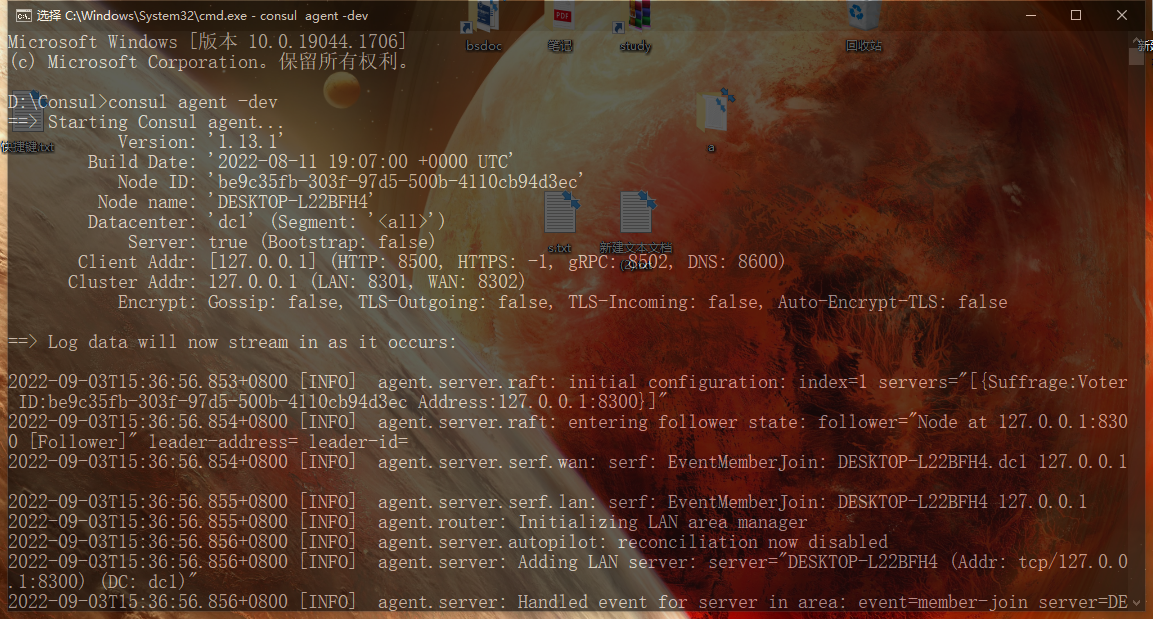 选择 C:\Windows\System32\cmd.exe - consul  agent -dev
Microsoft Windows [版本 10.0.19044.1706]
(c) Microsoft Corporation。保留所有权利。
D:\Consul>consul agent -dev
==> Starting Consul agent...
Version: '1.13.1'
Build Date: '2022-08-11 19:07:00 +0000 UTC'
Node ID: 'be9c35fb-303f-97d5-500b-4110cb94d3ec'
Node name: 'DESKTOP-L22BFH4'
Datacenter: 'dc1' (Segment: '<all>')
Server: true (Bootstrap: false)
Client Addr: [127.0.0.1] (HTTP: 8500, HTTPS: -1, gRPC: 8502, DNS: 8600)
Cluster Addr: 127.0.0.1 (LAN: 8301, WAN: 8302)
Encrypt: Gossip: false, TLS-Outgoing: false, TLS-Incoming: false, Auto-Encrypt-TLS: false
==> Log data will now stream in as it occurs:
2022-09-03T15:36:56.853+0800 [INFO]  agent.server.raft: initial configuration: index=1 servers="[{Suffrage:Voter
ID:be9c35fb-303f-97d5-500b-4110cb94d3ec Address:127.0.0.1:8300}]"
2022-09-03T15:36:56.854+0800 [INFO]  agent.server.raft: entering follower state: follower="Node at 127.0.0.1:830
0 [Follower]" leader-address= leader-id=
2022-09-03T15:36:56.854+0800 [INFO]  agent.server.serf.wan: serf: EventMemberJoin: DESKTOP-L22BFH4.dc1 127.0.0.1
2022-09-03T15:36:56.855+0800 [INFO]  agent.server.serf.lan: serf: EventMemberJoin: DESKTOP-L22BFH4 127.0.0.1
2022-09-03T15:36:56.855+0800 [INFO]  agent.router: Initializing LAN area manager
2022-09-03T15:36:56.856+0800 [INFO]  agent.server.autopilot: reconciliation now disabled
2022-09-03T15:36:56.856+0800 [INFO]  agent.server: Adding LAN server: server="DESKTOP-L22BFH4 (Addr: tcp/127.0.0
.1:8300) (DC: dc1)"
2022-09-03T15:36:56.856+0800 [INFO]  agent.server: Handled event for server in area: event=member-join server=DE
bsdoc
PDF
笔记
study
回收站
新
快捷键.txt
a
新建文本文档
(2).txt